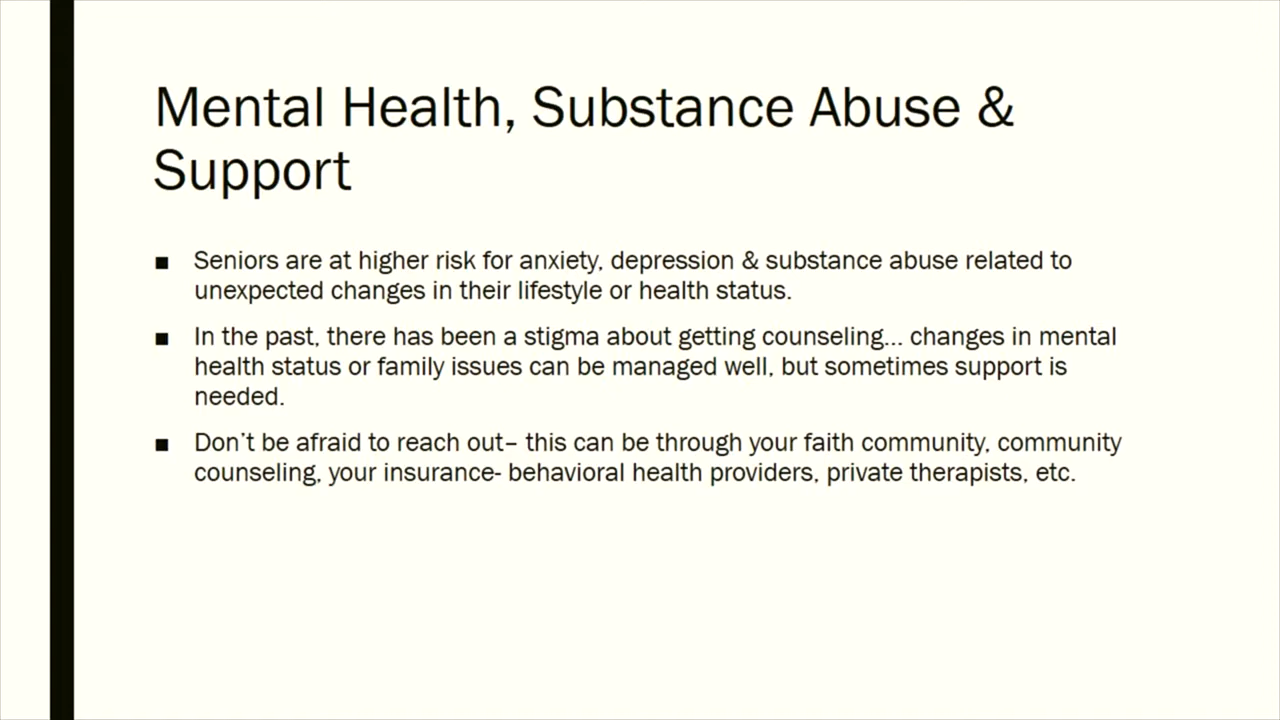 Mental Health, Substance Abuse &
Support
■ Seniors are at higher risk for anxiety, depression & substance abuse related to
unexpected changes in their lifestyle or health status.
■ In the past, there has been a stigma about getting counseling... changes in mental
health status or family issues can be managed well, but sometimes support is
needed.
■ Don't be afraid to reach out– this can be through your faith community, community
counseling, your insurance- behavioral health providers, private therapists, etc.